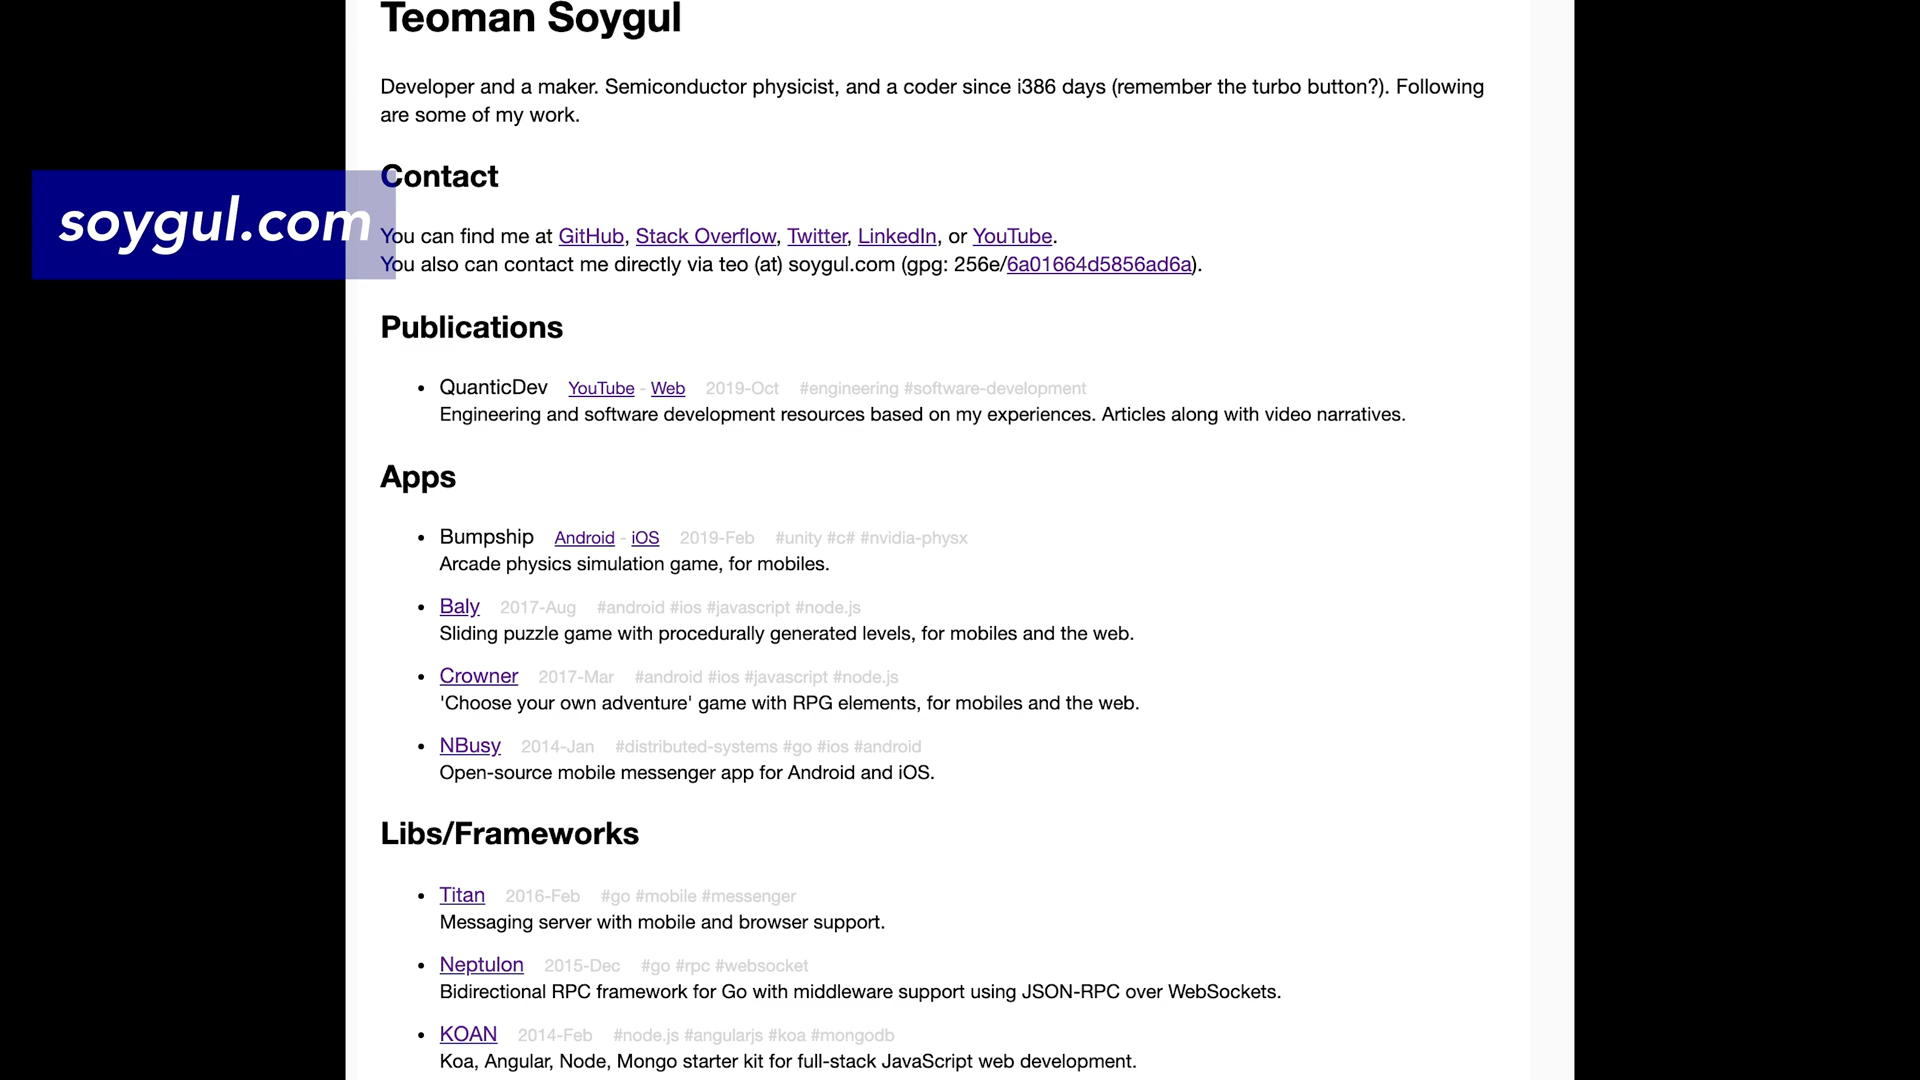 Teoman Soygul
Developer and a maker. Semiconductor physicist, and a coder since i386 days (remember the turbo button?). Following
are some of my work.
Contact
soygul.com
You can find me at GitHub, Stack Overflow, Twitter, LinkedIn, or YouTube.
You also can contact me directly via teo (at) soygul.com (gpg: 256e/6a01664d5856ad6a).
Publications
• QuanticDev YouTube - Web 2019-Oct #engineering #software-development
Engineering and software development resources based on my experiences. Articles along with video narratives.
Apps
• Bumpship Android - iOS 2019-Feb #unity #c# #nvidia-physx
Arcade physics simulation game, for mobiles.
• Baly 2017-Aug #android #ios #javascript #node.js
Sliding puzzle game with procedurally generated levels, for mobiles and the web.
• Crowner 2017-Mar #android #ios #javascript #node.js
'Choose your own adventure' game with RPG elements, for mobiles and the web.
• NBusy 2014-Jan #distributed-systems #go #ios #android
Open-source mobile messenger app for Android and iOS.
Libs/Frameworks
• Titan 2016-Feb #go #mobile #messenger
Messaging server with mobile and browser support.
• Neptulon 2015-Dec #go #rpc #websocket
Bidirectional RPC framework for Go with middleware support using JSON-RPC over WebSockets.
• KOAN 2014-Feb #node.js #angularjs #koa #mongodb
Koa, Angular, Node, Mongo starter kit for full-stack JavaScript web development.